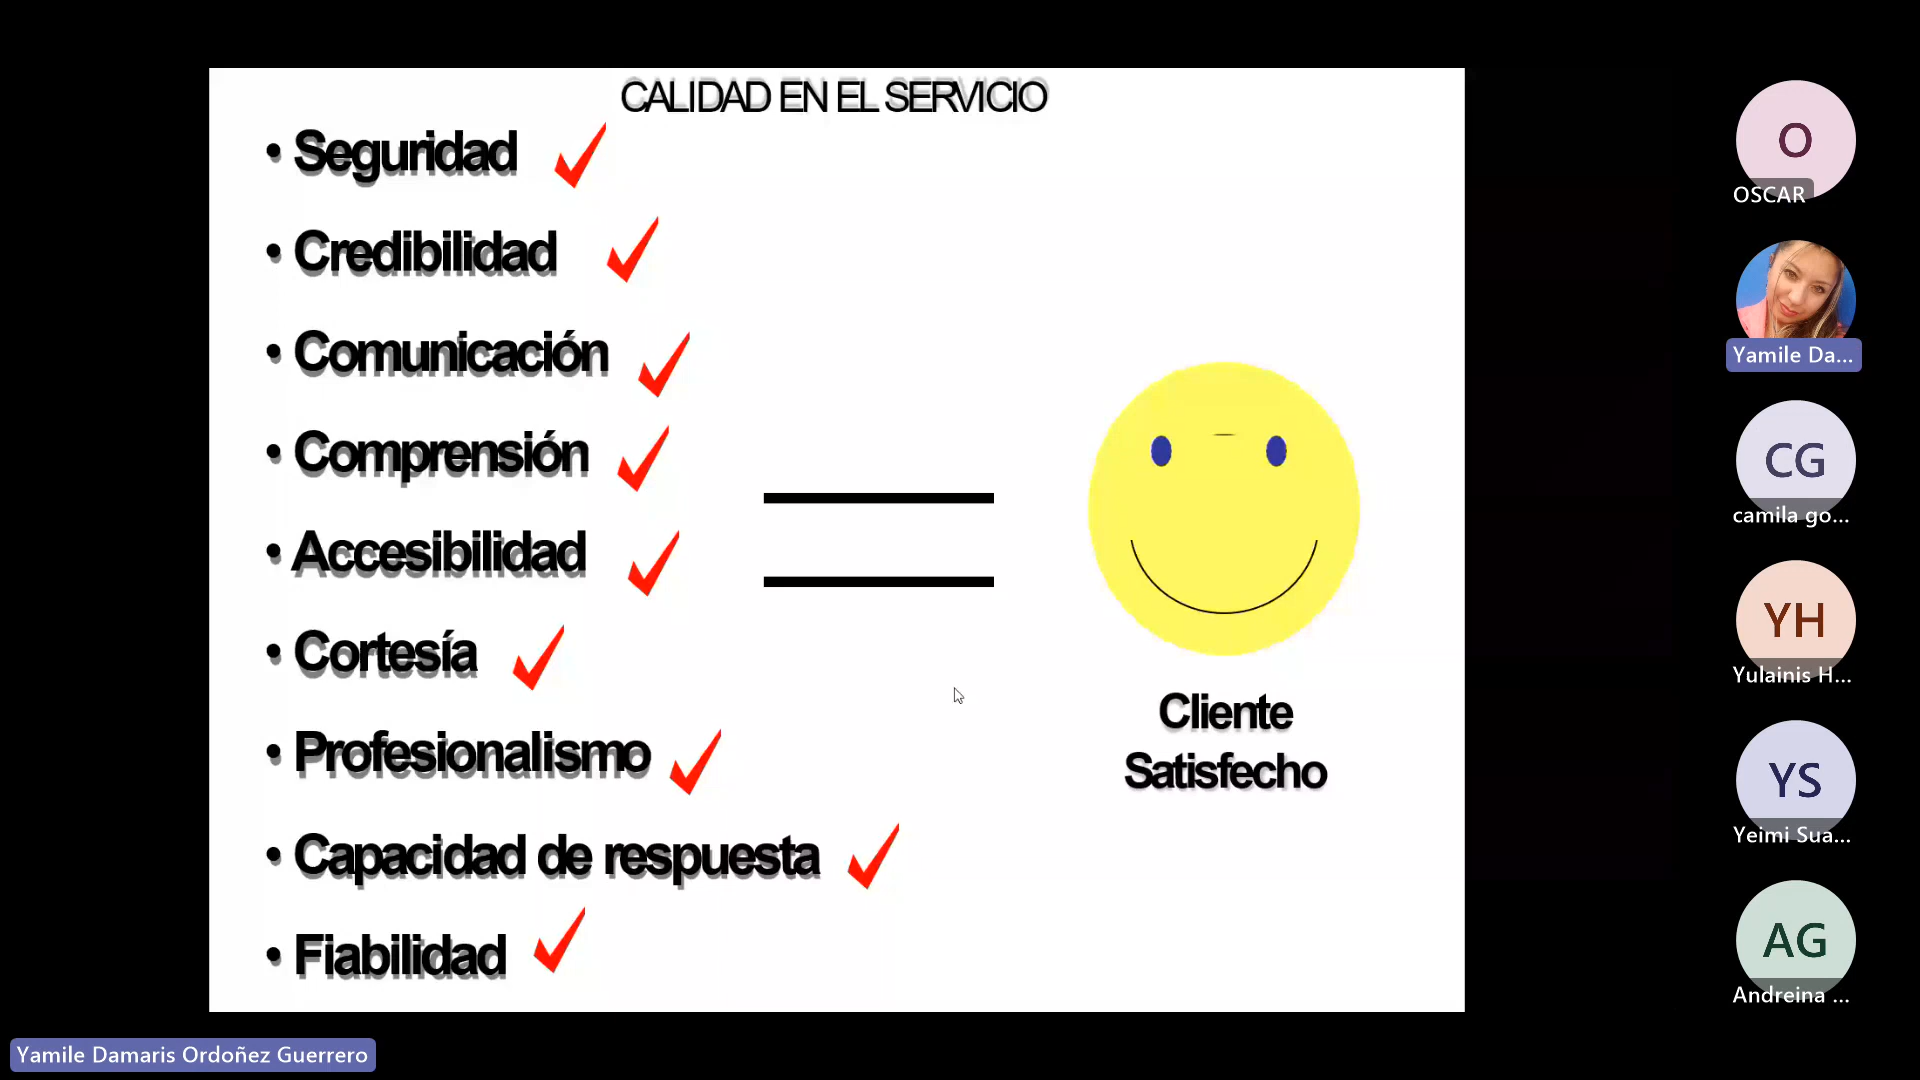 CALIDAD EN EL SERVICIO
• Seguridad
• Credibilidad
• Comunicación
• Comprensión
• Accesibilidad
• Cortesía
• Profesionalismo
• Capacidad de respuesta
• Fiabilidad
Cliente
Satisfecho
O
OSCAR
Yamile Da...
CG
camila go...
YH
Yulainis H...
YS
Yeimi Sua...
AG
Andreina ...
Yamile Damaris Ordoñez Guerrero